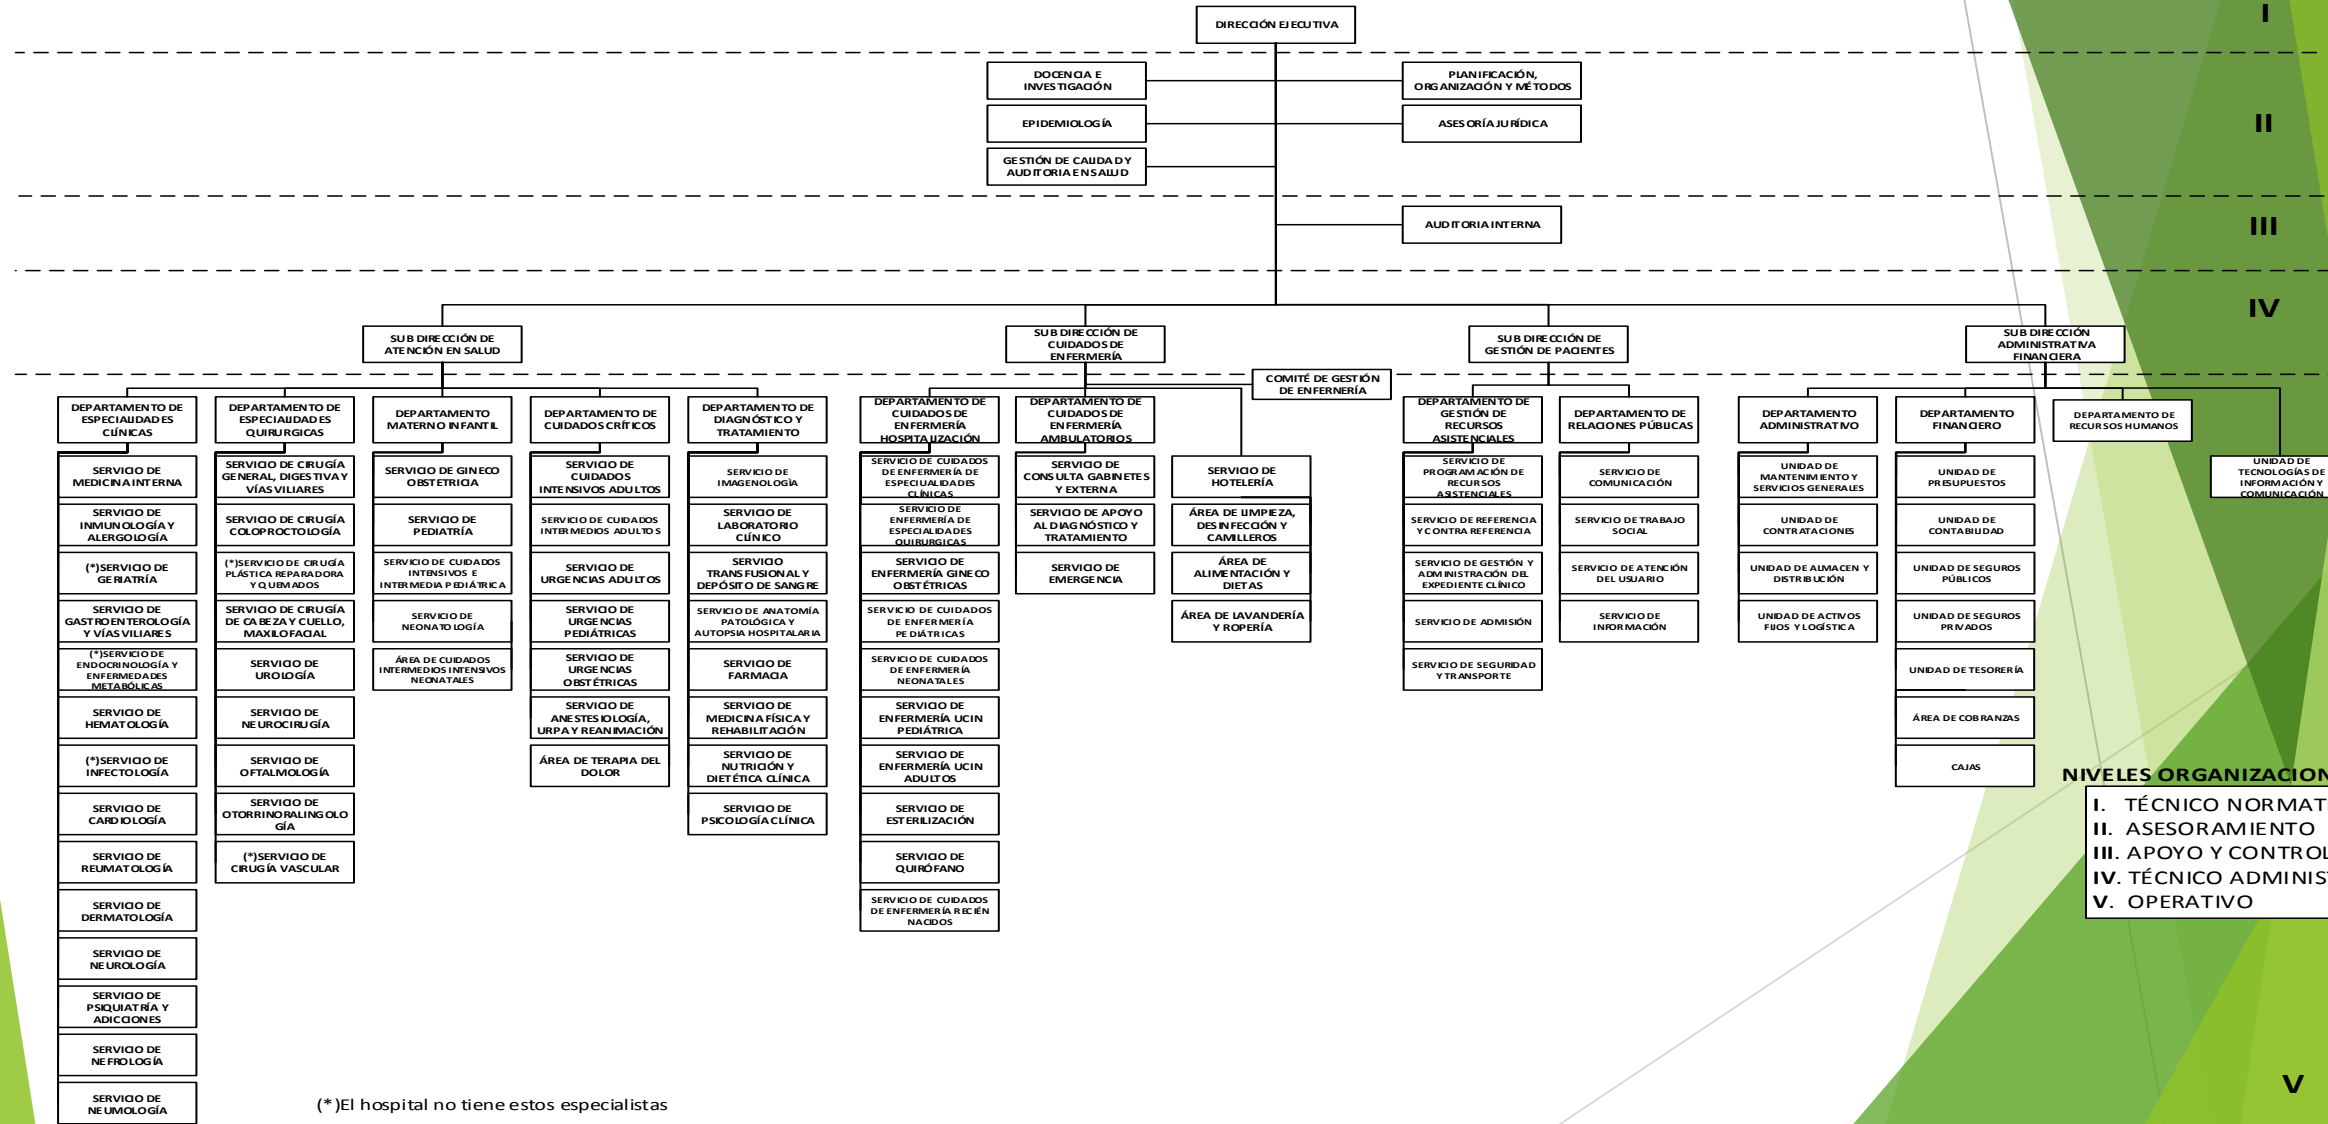 DIRECCIÓN EJECUTIVA
I
DOCENCIA E
INVESTIGACIÓN
PLANIFICACIÓN,
ORGANIZACIÓN Y MÉTODOS
EPIDEMIOLOGÍA
ASESORÍA JURÍDICA
II
GESTIÓN DE CALIDAD Y
AUDITORIA EN SALUD
AUDITORIA INTERNA
III
IV
SUB DIRECCIÓN DE
ATENCIÓN EN SALUD
SUB DIRECCIÓN DE
CUIDADOS DE
ENFERMERÍA
SUB DIRECCIÓN DE
GESTIÓN DE PACIENTES
SUB DIRECCIÓN
ADMINISTRATIVA
FINANCIERA
COMITÉ DE GESTIÓN
DE ENFERNERÍA
DEPARTAMENTO DE
ESPECIALIDADES
CLÍNICAS
SERVICIO DE
MEDICINA INTERNA
SERVICIO DE
INMUNOLOGÍA Y
ALERGOLOGÍA
(*)SERVICIO DE
GERIATRÍA
SERVICIO DE
GASTROENTEROLOGÍA
Y VÍAS VILIARES
(*)SERVICIO DE
ENDOCRINOLOGÍA Y
ENFERMEDADES
METABÓLICAS
SERVICIO DE
HEMATOLOGÍA
(*)SERVICIO DE
INFECTOLOGÍA
SERVICIO DE
CARDIOLOGÍA
SERVICIO DE
REUMATOLOGÍA
SERVICIO DE
DERMATOLOGÍA
SERVICIO DE
NEUROLOGÍA
SERVICIO DE
PSIQUIATRÍA Y
ADICCIONES
SERVICIO DE
NEFROLOGÍA
SERVICIO DE
NEUMOLOGÍA
DEPARTAMENTO DE
ESPECIALIDADES
QUIRURGICAS
SERVICIO DE CIRUGÍA
GENERAL, DIGESTIVA Y
VÍAS VILIARES
SERVICIO DE CIRUGÍA
COLOPROCTOLOGÍA
(*)SERVICIO DE CIRUGÍA
PLÁSTICA REPARADORA
Y QUEMADOS
SERVICIO DE CIRUGÍA
DE CABEZA Y CUELLO,
MAXILOFACIAL
SERVICIO DE
UROLOGÍA
SERVICIO DE
NEUROCIRUGÍA
SERVICIO DE
OFTALMOLOGÍA
SERVICIO DE
OTORRINORALINGOLO
GÍA
(*)SERVICIO DE
CIRUGÍA VASCULAR
DEPARTAMENTO
MATERNO INFANTIL
SERVICIO DE GINECO
OBSTETRICIA
SERVICIO DE
PEDIATRÍA
SERVICIO DE CUIDADOS
INTENSIVOS E
INTERMEDIA PEDIÁTRICA
SERVICIO DE
NEONATOLOGÍA
ÁREA DE CUIDADOS
INTERMEDIOS INTENSIVOS
NEONATALES
DEPARTAMENTO DE
CUIDADOS CRÍTICOS
SERVICIO DE
CUIDADOS
INTENSIVOS ADULTOS
SERVICIO DE CUIDADOS
INTERMEDIOS ADULTOS
SERVICIO DE
URGENCIAS ADULTOS
SERVICIO DE
URGENCIAS
PEDIÁTRICAS
SERVICIO DE
URGENCIAS
OBSTÉTRICAS
SERVICIO DE
ANESTESIOLOGÍA,
URPA Y REANIMACIÓN
ÁREA DE TERAPIA DEL
DOLOR
DEPARTAMENTO DE
DIAGNÓSTICO Y
TRATAMIENTO
SERVICIO DE
IMAGENOLOGÌA
SERVICIO DE
LABORATORIO
CLÍNICO
SERVICIO
TRANSFUSIONAL Y
DEPÓSITO DE SANGRE
SERVICIO DE ANATOMÍA
PATOLÓGICA Y
AUTOPSIA HOSPITALARIA
SERVICIO DE
FARMACIA
SERVICIO DE
MEDICINA FÍSICA Y
REHABILITACIÓN
SERVICIO DE
NUTRICIÓN Y
DIETÉTICA CLÍNICA
SERVICIO DE
PSICOLOGÍA CLÍNICA
DEPARTAMENTO DE
CUIDADOS DE
ENFERMERÍA
HOSPITALIZACIÓN
SERVICIO DE CUIDADOS
DE ENFERMERÍA DE
ESPECIUALIDADES
CLÍNICAS
SERVICIO DE
ENFERMERÍA DE
ESPECIALIDADES
QUIRURGICAS
SERVICIO DE
ENFERMERÍA GINECO
OBSTÉTRICAS
SERVICIO DE CUIDADOS
DE ENFERMERÍA
PEDIÁTRICAS
SERVICIO DE CUIDADOS
DE ENFERMERÍA
NEONATALES
SERVICIO DE
ENFERMERÍA UCIN
PEDIÁTRICA
SERVICIO DE
ENFERMERÍA UCIN
ADULTOS
SERVICIO DE
ESTERILIZACIÓN
SERVICIO DE
QUIRÓFANO
SERVICIO DE CUIDADOS
DE ENFERMERÍA RECIÉN
NACIDOS
DEPARTAMENTO DE
CUIDADOS DE
ENFERMERÍA
AMBULATORIOS
SERVICIO DE
CONSULTA GABINETES
Y EXTERNA
SERVICIO DE APOYO
AL DIAGNÓSTICO Y
TRATAMIENTO
SERVICIO DE
EMERGENCIA
SERVICIO DE
HOTELERÍA
ÁREA DE LIMPIEZA,
DESINFECCIÓN Y
CAMILLEROS
ÁREA DE
ALIMENTACIÓN Y
DIETAS
ÁREA DE LAVANDERÍA
Y ROPERÍA
DEPARTAMENTO DE
GESTIÓN DE
RECURSOS
ASISTENCIALES
SERVICIO DE
PROGRAMACIÓN DE
RECURSOS
ASISTENCIALES
SERVICIO DE REFERENCIA
Y CONTRA REFERENCIA
SERVICIO DE GESTIÓN Y
ADMINISTRACIÓN DEL
EXPEDIENTE CLÍNICO
SERVICIO DE ADMISIÓN
SERVICIO DE SEGURIDAD
Y TRANSPORTE
DEPARTAMENTO DE
RELACIONES PÚBLICAS
SERVICIO DE
COMUNICACIÓN
SERVICIO DE TRABAJO
SOCIAL
SERVICIO DE ATENCIÓN
DEL USUARIO
SERVICIO DE
INFORMACIÓN
DEPARTAMENTO
ADMINISTRATIVO
UNIDAD DE
MANTENIMIENTO Y
SERVICIOS GENERALES
UNIDAD DE
CONTRATACIONES
UNIDAD DE ALMACEN Y
DISTRIBUCIÓN
UNIDAD DE ACTIVOS
FIJOS Y LOGÍSTICA
DEPARTAMENTO
FINANCIERO
UNIDAD DE
PRESUPUESTOS
UNIDAD DE
CONTABILIDAD
UNIDAD DE SEGUROS
PÚBLICOS
UNIDAD DE SEGUROS
PRIVADOS
UNIDAD DE TESORERÍA
ÁREA DE COBRANZAS
CAJAS
DEPARTAMENTO DE
RECURSOS HUMANOS
UNIDAD DE
TECNOLOGÍAS DE
INFORMACIÓN Y
COMUNICACIÓN
NIVELES ORGANIZACION
I. TÉCNICO NORMAT
II. ASESORAMIENTO
III. APOYO Y CONTROL
IV. TÉCNICO ADMINIS
V. OPERATIVO
V
(*)El hospital no tiene estos especialistas